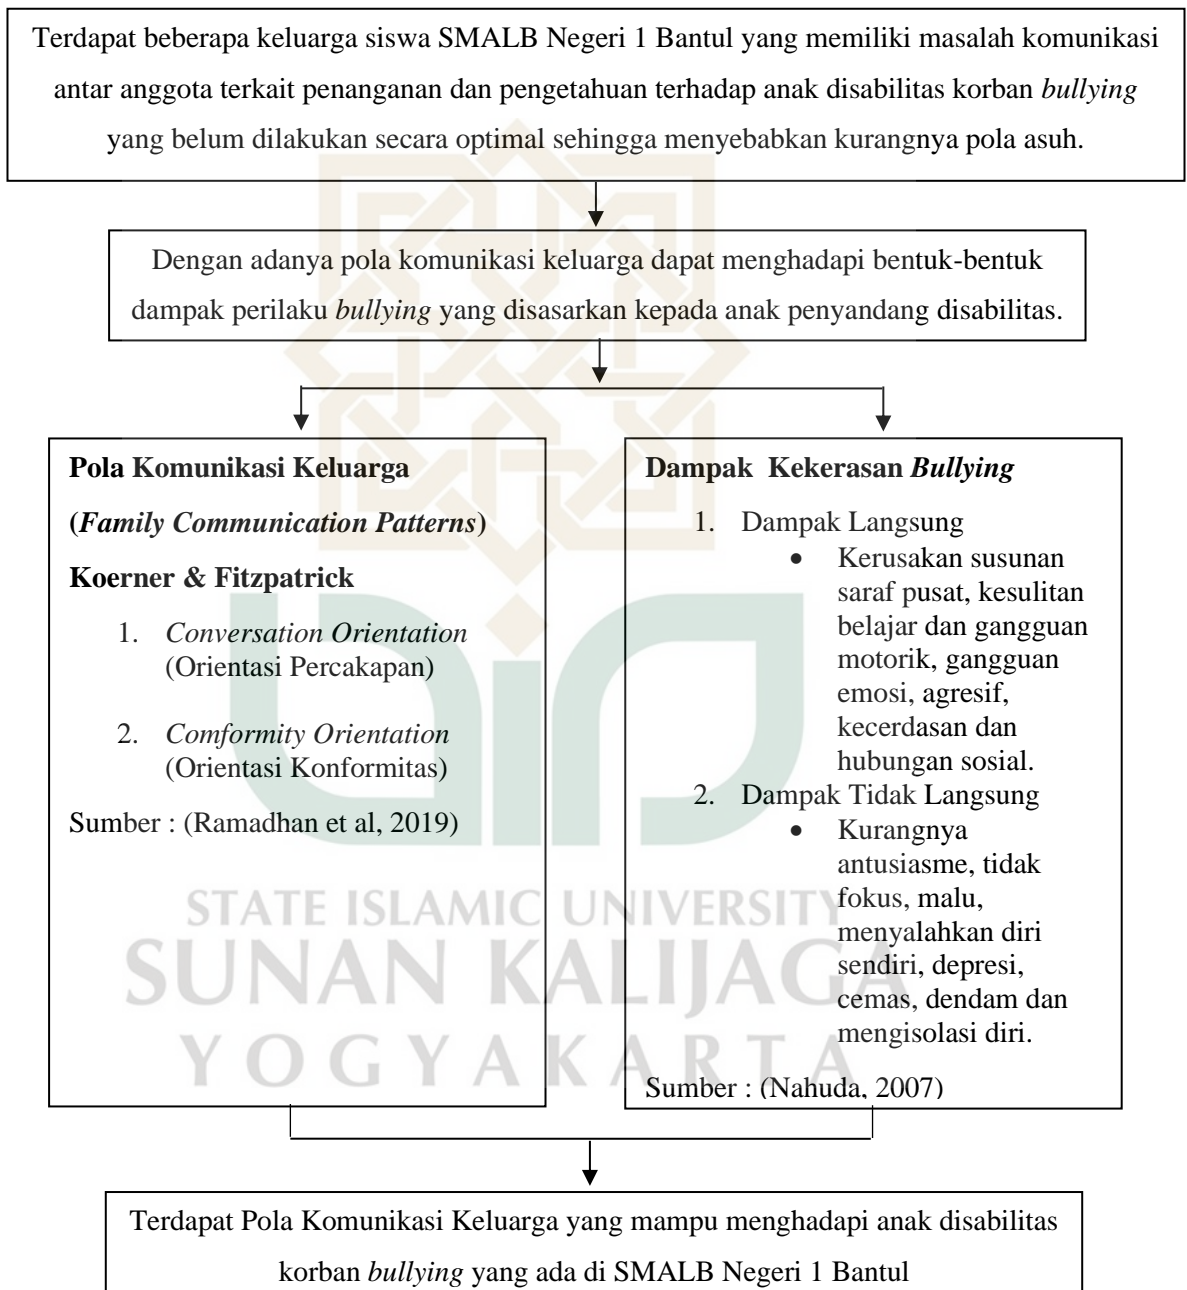 Terdapat beberapa keluarga siswa SMALB Negeri 1 Bantul yang memiliki masalah komunikasi
antar anggota terkait penanganan dan pengetahuan terhadap anak disabilitas korban bullying
yang belum dilakukan secara optimal sehingga menyebabkan kurangnya pola asuh.
Dengan adanya pola komunikasi keluarga dapat menghadapi bentuk-bentuk
dampak perilaku bullying yang disasarkan kepada anak penyandang disabilitas.
Pola Komunikasi Keluarga
(Family Communication Patterns)
Koerner & Fitzpatrick
1. Conversation Orientation
(Orientasi Percakapan)
2. Comformity Orientation
(Orientasi Konformitas)
Sumber : (Ramadhan et al, 2019)
Dampak Kekerasan Bullying
1. Dampak Langsung
• Kerusakan susunan
saraf pusat, kesulitan
belajar dan gangguan
motorik, gangguan
emosi, agresif,
kecerdasan dan
hubungan sosial.
2. Dampak Tidak Langsung
• Kurangnya
antusiasme, tidak
fokus, malu,
menyalahkan diri
sendiri, depresi,
cemas, dendam dan
mengisolasi diri.
Sumber : (Nahuda, 2007)
STATE ISLAMIC UNIVERSITY
SUNAN KALIJAGA
YOGYAKARTA
Terdapat Pola Komunikasi Keluarga yang mampu menghadapi anak disabilitas
korban bullying yang ada di SMALB Negeri 1 Bantul